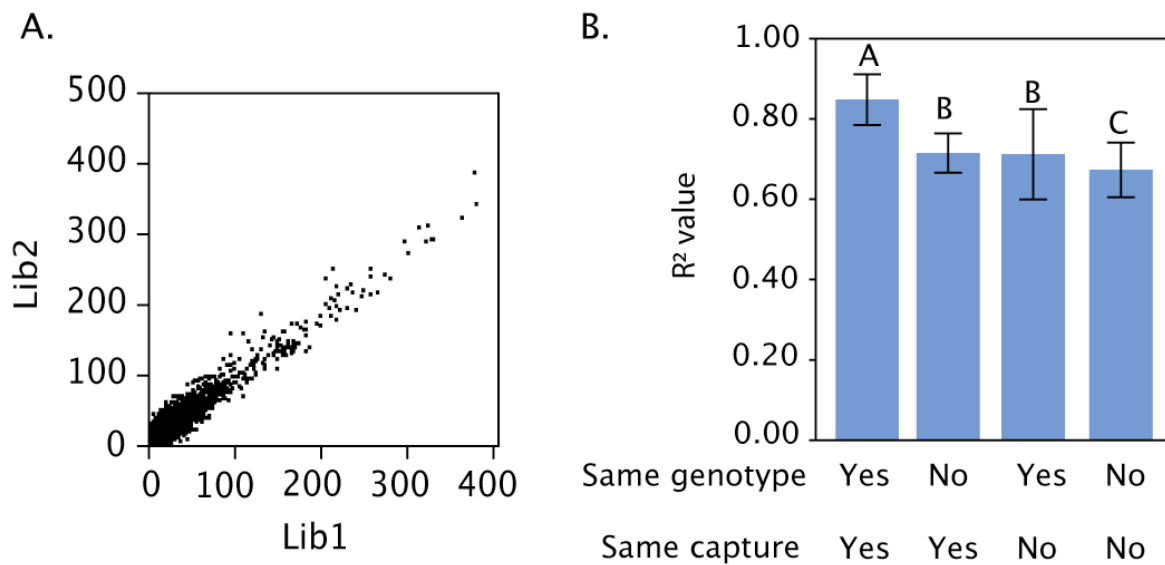 A.
500
400
300
200
100
0
Lib2
0 100 200 300 400
Lib1
B.
1.00
0.80
0.60
0.40
0.20
0.00
R² value
A
B
B
C
Same genotype Yes No Yes No
Same capture Yes Yes No No